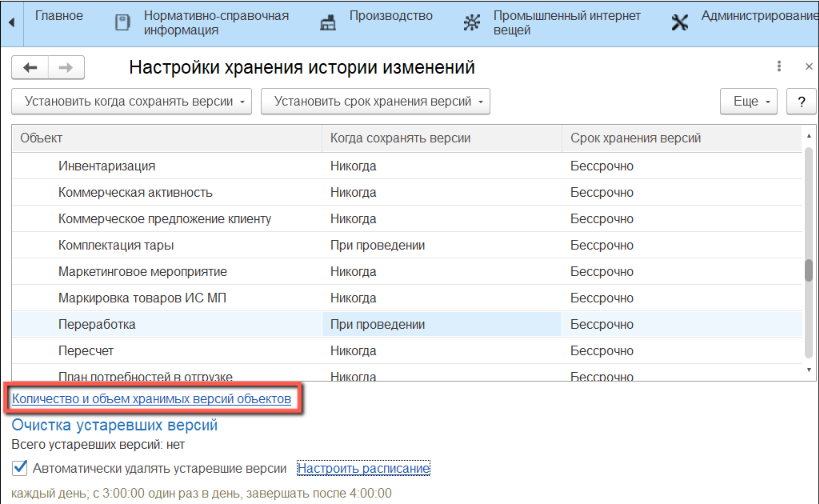 Главное
Нормативно-справочная
информация
Производство
Промышленный интернет
вещей
Администрирование
Настройки хранения истории изменений
Установить когда сохранять версии
Установить срок хранения версий
Еще
?
Объект Когда сохранять версии Срок хранения версий
Инвентаризация Никогда Бессрочно
Коммерческая активность Никогда Бессрочно
Коммерческое предложение клиенту Никогда Бессрочно
Комплектация тары При проведении Бессрочно
Маркетинговое мероприятие Никогда Бессрочно
Маркировка товаров ИС МП Никогда Бессрочно
Переработка При проведении Бессрочно
Пересчет Никогда Бессрочно
План потребностей в отгрузке Никогда Бессрочно
Количество и объем хранимых версий объектов
Очистка устаревших версий
Всего устаревших версий: нет
Автоматически удалять устаревшие версии Настроить расписание
каждый день; с 3:00:00 один раз в день, завершать после 4:00:00